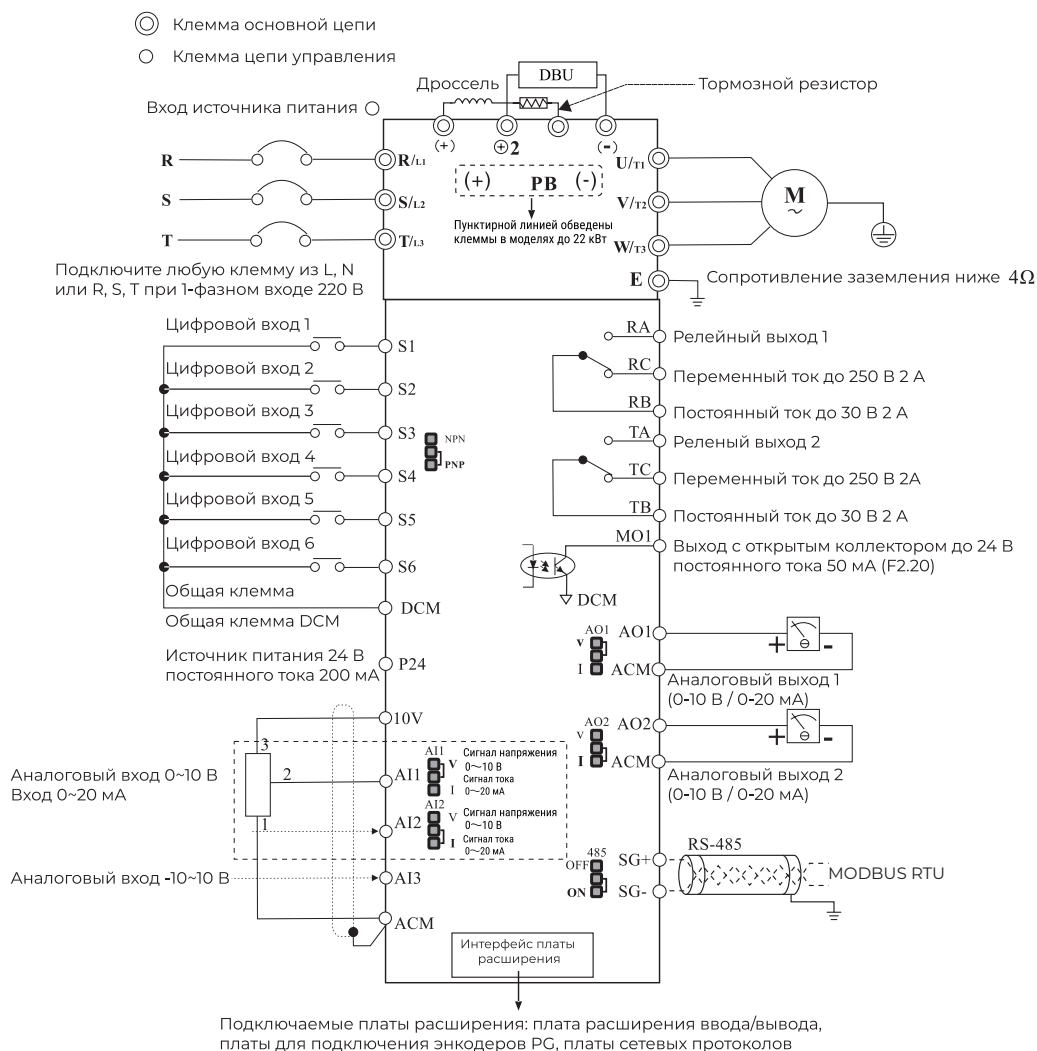 Клемма основной цепи
Клемма цепи управления
DBU
Дроссель
Тормозной резистор
Вход источника питания
(+) ⊕2 (-)
R R/L1
S S/L2
T T/L3
(+) PB (-)
Пунктирной линией обведены
клеммы в моделях до 22 кВт
U/T1
V/T2
W/T3
M
~
E
Сопротивление заземления ниже 4Ω
Подключите любую клемму из L, N
или R, S, T при 1-фазном входе 220 В
Цифровой вход 1
S1
Цифровой вход 2
S2
Цифровой вход 3
S3
Цифровой вход 4
S4
Цифровой вход 5
S5
Цифровой вход 6
S6
Общая клемма
DCM
Общая клемма DCM
NPN
PNP
Источник питания 24 В
постоянного тока 200 мА
P24
RA Релейный выход 1
RC Переменный ток до 250 В 2 А
RB Постоянный ток до 30 В 2 А
TA Реленый выход 2
TC Переменный ток до 250 В 2А
TB Постоянный ток до 30 В 2 А
MO1 Выход с открытым коллектором до 24 В
постоянного тока 50 мА (F2.20)
DCM
AO1
V
I
AO1
ACM
+ -
Аналоговый выход 1
(0-10 В / 0-20 мА)
AO2
V
I
AO2
ACM
+ -
Аналоговый выход 2
(0-10 В / 0-20 мА)
10V
3
2
1
Аналоговый вход 0~10 В
Вход 0~20 мА
AI1
AI1
V
I
Сигнал напряжения
0～10 В
Сигнал тока
0～20 мА
AI2
AI2
V
I
Сигнал напряжения
0～10 В
Сигнал тока
0～20 мА
Аналоговый вход -10~10 В
AI3
ACM
485
OFF
ON
SG+
SG-
RS-485
MODBUS RTU
Интерфейс платы
расширения
Подключаемые платы расширения: плата расширения ввода/вывода,
платы для подключения энкодеров PG, платы сетевых протоколов